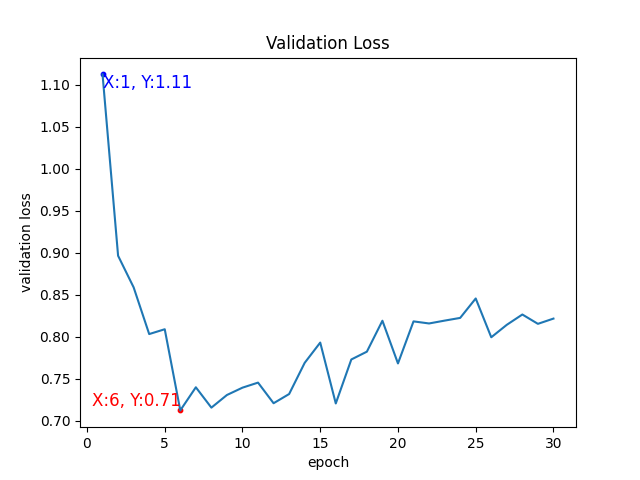 Validation Loss
1.10
1.05
1.00
0.95
0.90
0.85
0.80
0.75
0.70
validation loss
X:1, Y:1.11
X:6, Y:0.71
0 5 10 15 20 25 30
epoch